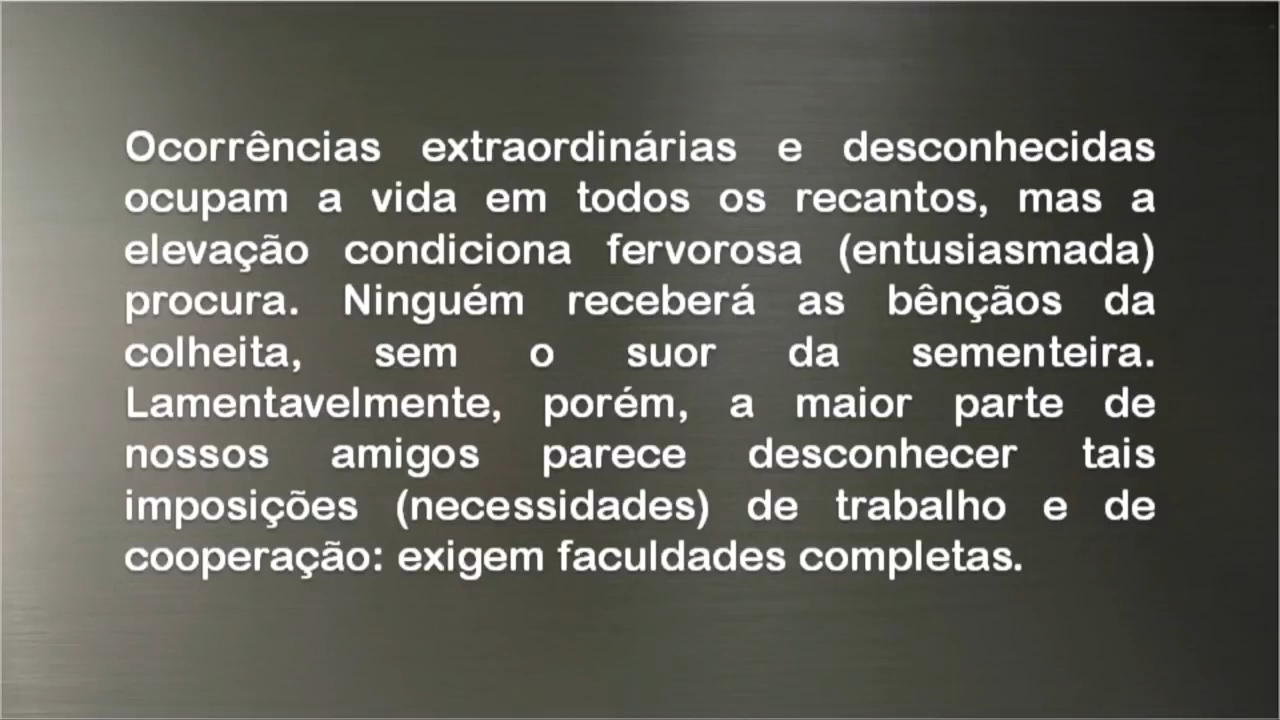 Ocorrências extraordinárias e desconhecidas
ocupam a vida em todos os recantos, mas a
elevação condiciona fervorosa (entusiasmada)
procura. Ninguém receberá as bênçãos da
colheita, sem o suor da sementeira.
Lamentavelmente, porém, a maior parte de
nossos amigos parece desconhecer tais
imposições (necessidades) de trabalho e de
cooperação: exigem faculdades completas.